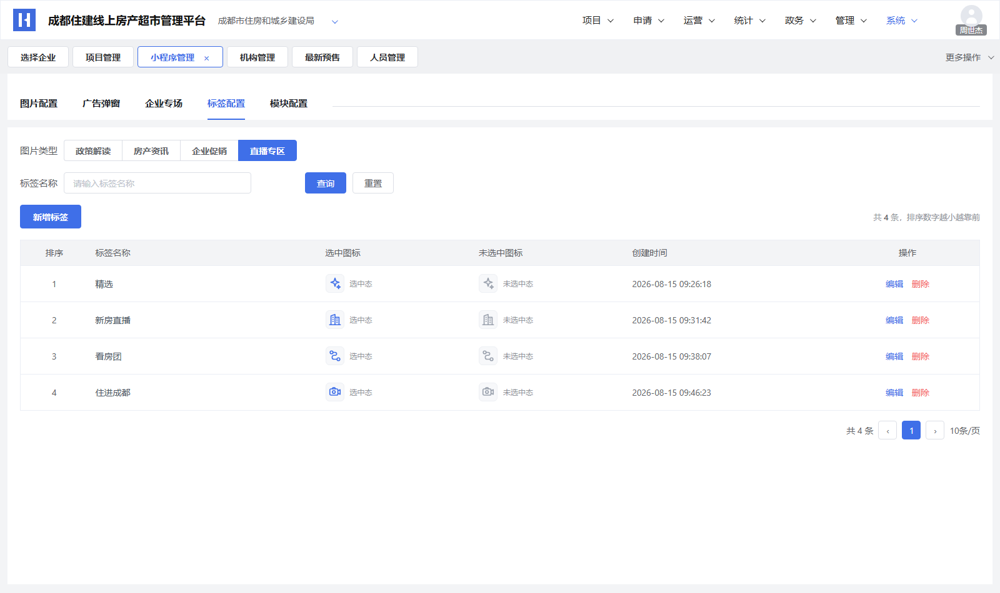 成都住建线上房产超市管理平台 成都市住房和城乡建设局 项目 申请 运营 统计 政务 管理 系统 周世杰
选择企业 项目管理 小程序管理 × 机构管理 最新预售 人员管理 更多操作
图片配置 广告弹窗 企业专场 标签配置 模块配置
图片类型 政策解读 房产资讯 企业促销 直播专区
标签名称 请输入标签名称 查询 重置
新增标签 共 4 条，排序数字越小越靠前
排序 标签名称 选中图标 未选中图标 创建时间 操作
1 精选 选中态 未选中态 2026-08-15 09:26:18 编辑 删除
2 新房直播 选中态 未选中态 2026-08-15 09:31:42 编辑 删除
3 看房团 选中态 未选中态 2026-08-15 09:38:07 编辑 删除
4 住进成都 选中态 未选中态 2026-08-15 09:46:23 编辑 删除
共 4 条 ‹ 1 › 10条/页